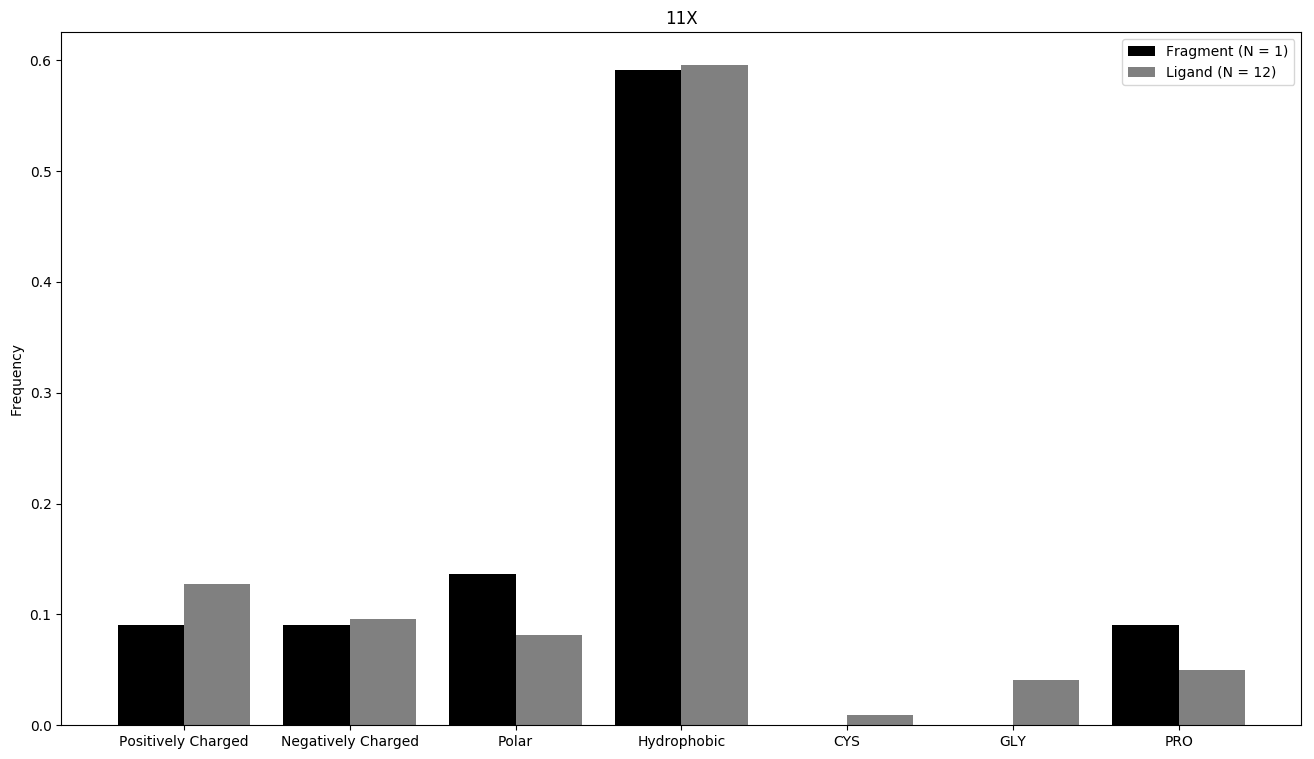 11X
Fragment (N = 1)
Ligand (N = 12)
Frequency
0.6
0.5
0.4
0.3
0.2
0.1
0.0
Positively Charged
Negatively Charged
Polar
Hydrophobic
CYS
GLY
PRO